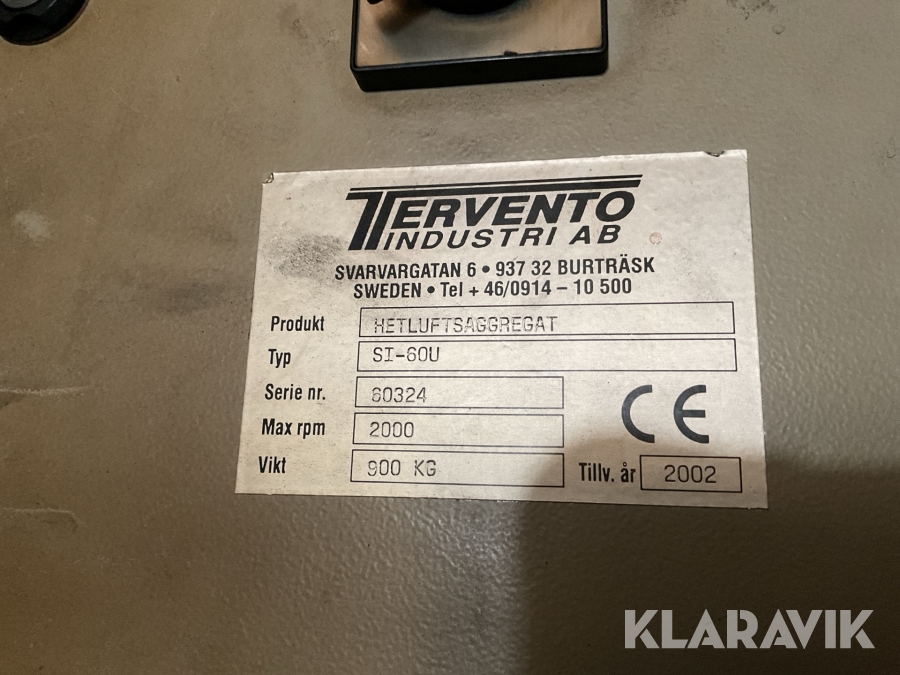 TERVENTO
INDUSTRI AB
SVARVARGATAN 6 • 937 32 BURTRÄSK
SWEDEN • Tel + 46/0914 – 10 500
Produkt HETLUFTSAGGREGAT
Typ SI-60U
Serie nr. 60324
Max rpm 2000
Vikt 900 KG
CE
Tillv. år 2002
KLARAVIK